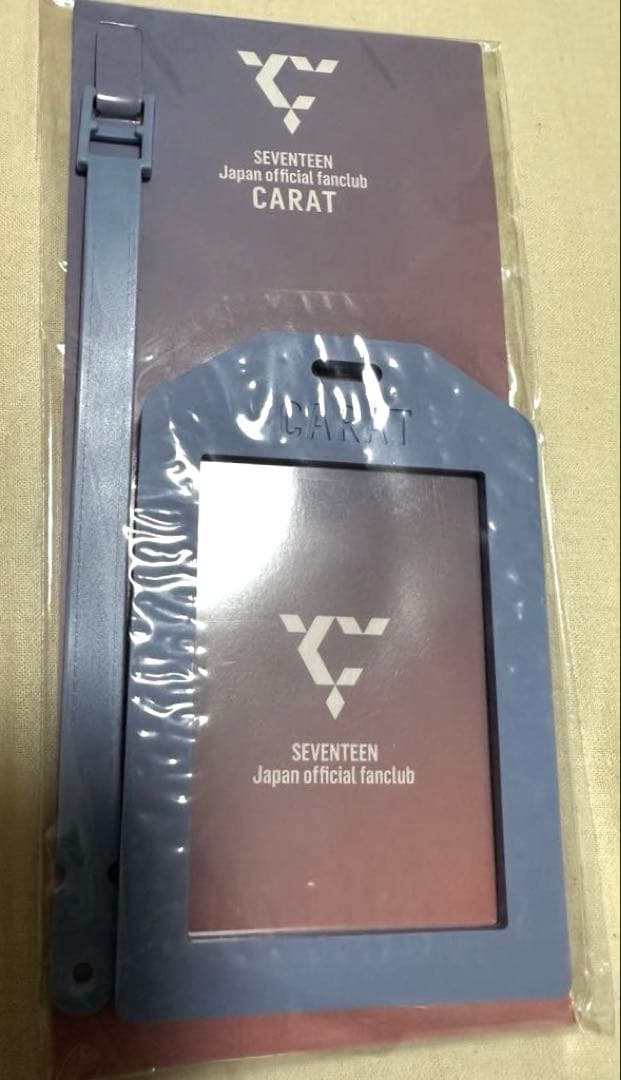 SEVENTEEN
Japan official fanclub
CARAT
CARAT
SEVENTEEN
Japan official fanclub